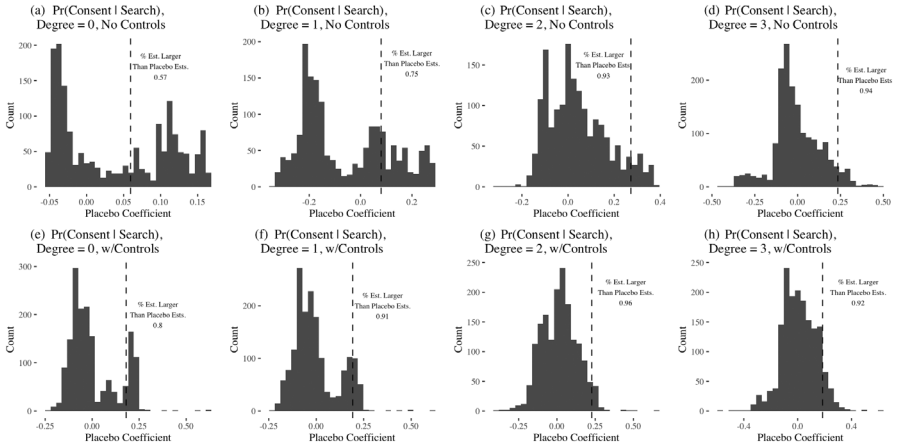 (a) Pr(Consent | Search),
Degree = 0, No Controls
200
150
100
50
0
Count
% Est. Larger
Than Placebo Ests.
0.57
-0.05
0.00
0.05
0.10
0.15
Placebo Coefficient
(b) Pr(Consent | Search),
Degree = 1, No Controls
200
150
100
50
0
Count
% Est. Larger
Than Placebo Ests.
0.75
-0.2
0.0
0.2
Placebo Coefficient
(c) Pr(Consent | Search),
Degree = 2, No Controls
150
100
50
0
Count
% Est. Larger
Than Placebo Ests
0.93
-0.2
0.0
0.2
0.4
Placebo Coefficient
(d) Pr(Consent | Search),
Degree = 3, No Controls
200
100
0
Count
% Est. Larger
Than Placebo Ests
0.94
-0.50
-0.25
0.00
0.25
0.50
Placebo Coefficient
(e) Pr(Consent | Search),
Degree = 0, w/Controls
300
200
100
0
Count
% Est. Larger
Than Placebo Ests.
0.8
-0.25
0.00
0.25
0.50
Placebo Coefficient
(f) Pr(Consent | Search),
Degree = 1, w/Controls
200
100
0
Count
% Est. Larger
Than Placebo Ests.
0.91
-0.25
0.00
0.25
0.50
Placebo Coefficient
(g) Pr(Consent | Search),
Degree = 2, w/Controls
250
200
150
100
50
0
Count
% Est. Larger
Than Placebo Ests.
0.96
-0.50
-0.25
0.00
0.25
0.50
Placebo Coefficient
(h) Pr(Consent | Search),
Degree = 3, w/Controls
250
200
150
100
50
0
Count
% Est. Larger
Than Placebo Ests.
0.92
-0.4
0.0
0.4
Placebo Coefficient